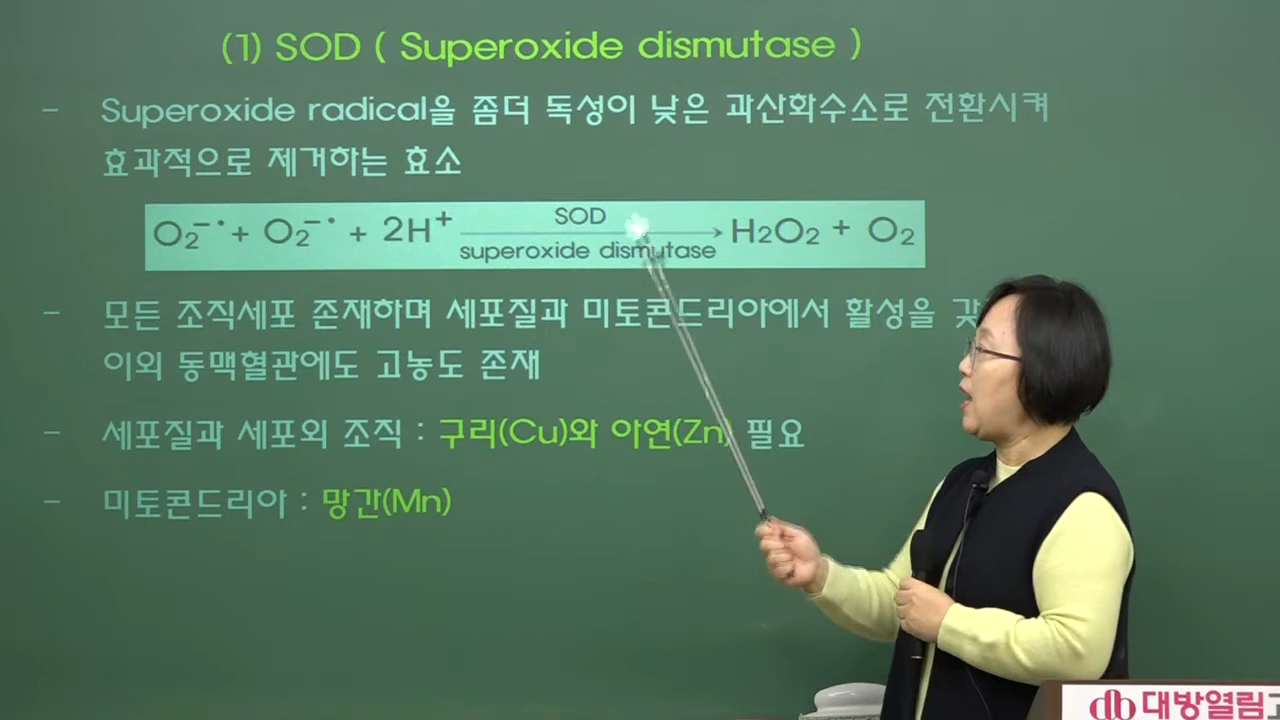 (1) SOD ( Superoxide dismutase )
- Superoxide radical을 좀더 독성이 낮은 과산화수소로 전환시켜
효과적으로 제거하는 효소
O₂⁻˙ + O₂⁻˙ + 2H⁺ SOD superoxide dismutase → H₂O₂ + O₂
- 모든 조직세포 존재하며 세포질과 미토콘드리아에서 활성을
이외 동맥혈관에도 고농도 존재
- 세포질과 세포외 조직 : 구리(Cu)와 아연(Zn) 필요
- 미토콘드리아 : 망간(Mn)
대방열림